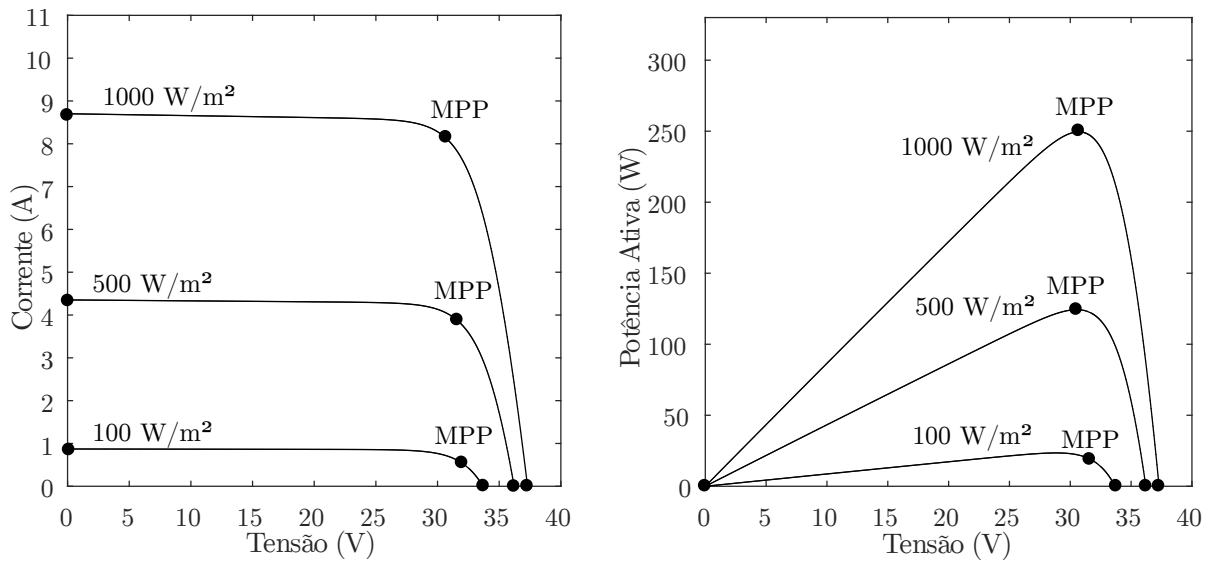 11
10
9
8
7
6
5
4
3
2
1
0
Corrente (A)
1000 W/m²
MPP
500 W/m²
MPP
100 W/m²
MPP
0 5 10 15 20 25 30 35 40
Tensão (V)
300
250
200
150
100
50
0
Potência Ativa (W)
MPP
1000 W/m²
MPP
500 W/m²
100 W/m²
MPP
0 5 10 15 20 25 30 35 40
Tensão (V)